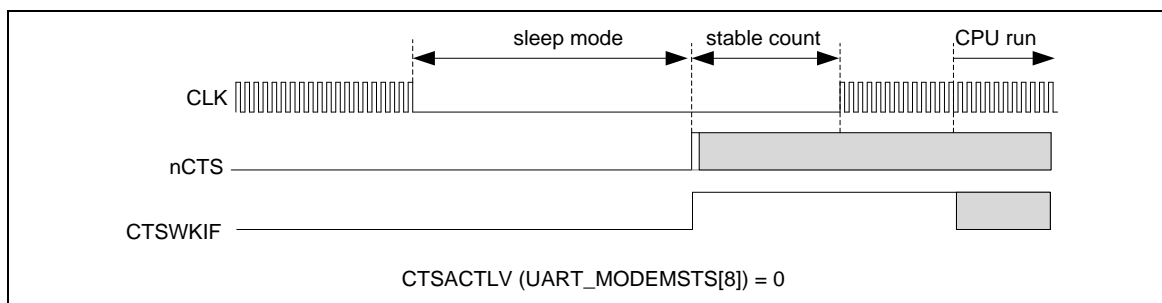 sleep mode stable count CPU run
CLK
nCTS
CTSWKIF
CTSACTLV (UART_MODEMSTS[8]) = 0